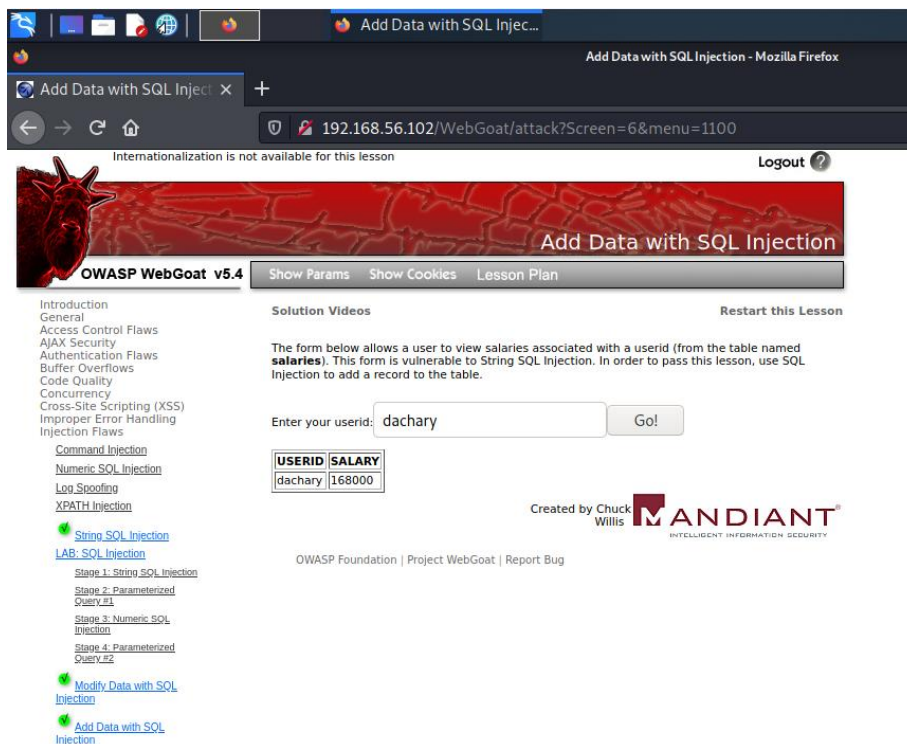 Add Data with SQL Injec...
Add Data with SQL Injection - Mozilla Firefox
Add Data with SQL Inject
192.168.56.102/WebGoat/attack?Screen=6&menu=1100
Internationalization is not available for this lesson
Logout ?
Add Data with SQL Injection
OWASP WebGoat v5.4
Show Params Show Cookies Lesson Plan
Introduction
General
Access Control Flaws
AJAX Security
Authentication Flaws
Buffer Overflows
Code Quality
Concurrency
Cross-Site Scripting (XSS)
Improper Error Handling
Injection Flaws
Command Injection
Numeric SQL Injection
Log Spoofing
XPATH Injection
String SQL Injection
LAB: SQL Injection
Stage 1: String SQL Injection
Stage 2: Parameterized
Query #1
Stage 3: Numeric SQL
Injection
Stage 4: Parameterized
Query #2
Modify Data with SQL
Injection
Add Data with SQL
Injection
Solution Videos
Restart this Lesson
The form below allows a user to view salaries associated with a userid (from the table named
salaries). This form is vulnerable to String SQL Injection. In order to pass this lesson, use SQL
Injection to add a record to the table.
Enter your userid: dachary Go!
USERID SALARY
dachary 168000
Created by Chuck
Willis
MANDIANT
INTELLIGENT INFORMATION SECURITY
OWASP Foundation | Project WebGoat | Report Bug